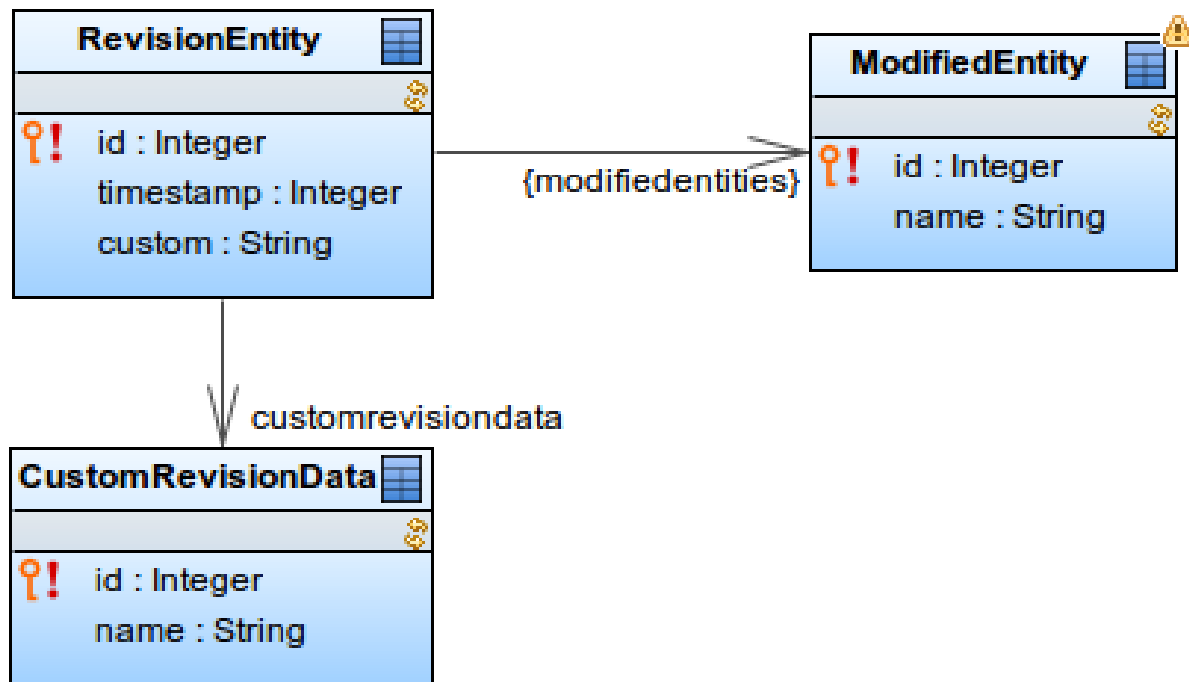 RevisionEntity
id : Integer
timestamp : Integer
custom : String
{modifiedentities}
ModifiedEntity
id : Integer
name : String
customrevisiondata
CustomRevisionData
id : Integer
name : String